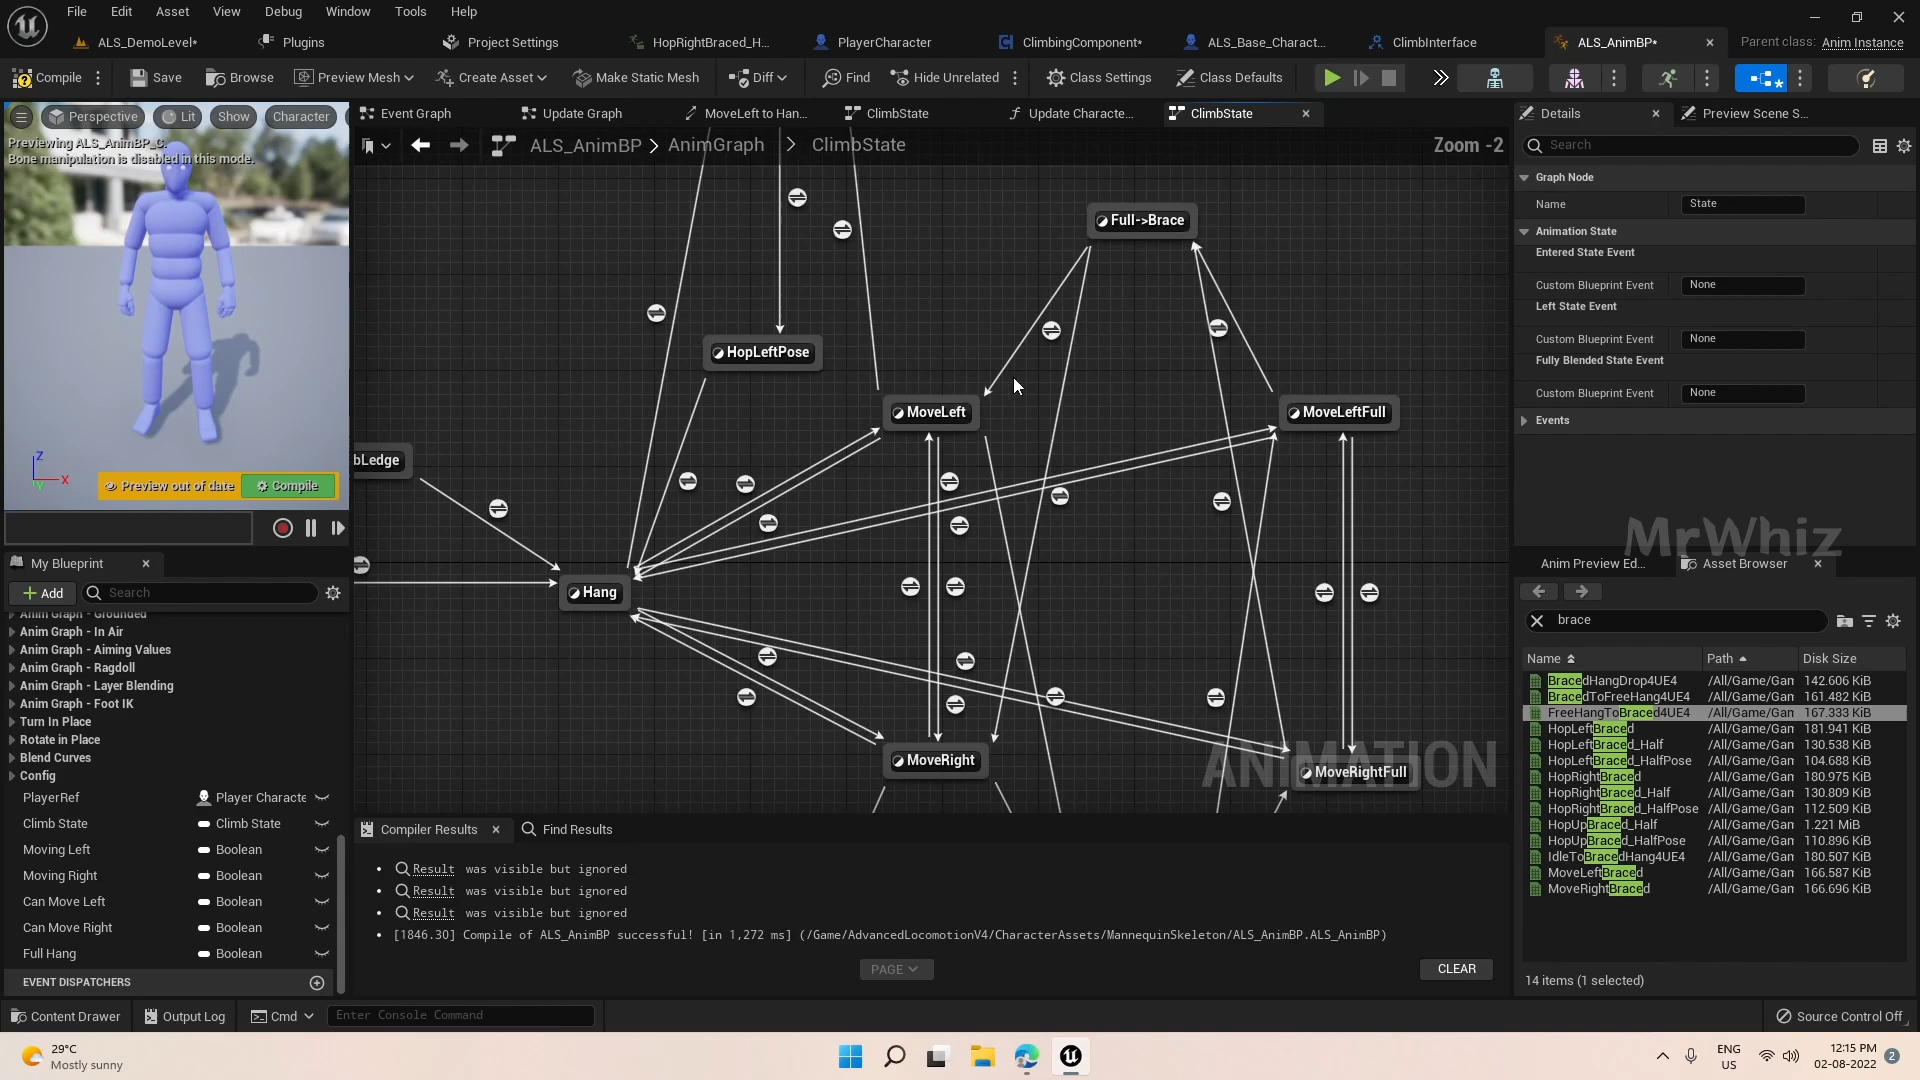 File Edit Asset View Debug Window Tools Help
ALS_DemoLevel* Plugins Project Settings HopRightBraced_H... PlayerCharacter ClimbingComponent* ALS_Base_Charact... ClimbInterface ALS_AnimBP* Parent class: Anim Instance
Compile Save Browse Preview Mesh Create Asset Make Static Mesh Diff Find Hide Unrelated Class Settings Class Defaults
Perspective Lit Show Character
Previewing ALS_AnimBP_C.
Bone manipulation is disabled in this mode.
Z
X
Y
Preview out of date Compile
Event Graph Update Graph MoveLeft to Han... ClimbState Update Characte... ClimbState
ALS_AnimBP > AnimGraph > ClimbState Zoom -2
Full->Brace
HopLeftPose
MoveLeft
MoveLeftFull
bLedge
Hang
MoveRight
MoveRightFull
ANIMATION
My Blueprint
Add Search
Anim Graph - Grounded
Anim Graph - In Air
Anim Graph - Aiming Values
Anim Graph - Ragdoll
Anim Graph - Layer Blending
Anim Graph - Foot IK
Turn In Place
Rotate in Place
Blend Curves
Config
PlayerRef Player Characte
Climb State Climb State
Moving Left Boolean
Moving Right Boolean
Can Move Left Boolean
Can Move Right Boolean
Full Hang Boolean
EVENT DISPATCHERS
Compiler Results Find Results
Result was visible but ignored
Result was visible but ignored
Result was visible but ignored
[1846.30] Compile of ALS_AnimBP successful! [in 1,272 ms] (/Game/AdvancedLocomotionV4/CharacterAssets/MannequinSkeleton/ALS_AnimBP.ALS_AnimBP)
PAGE CLEAR
Details Preview Scene S...
Search
Graph Node
Name State
Animation State
Entered State Event
Custom Blueprint Event None
Left State Event
Custom Blueprint Event None
Fully Blended State Event
Custom Blueprint Event None
Events
MrWhiz
Anim Preview Ed... Asset Browser
brace
Name Path Disk Size
BracedHangDrop4UE4 /All/Game/Gan 142.606 KiB
BracedToFreeHang4UE4 /All/Game/Gan 161.482 KiB
FreeHangToBraced4UE4 /All/Game/Gan 167.333 KiB
HopLeftBraced /All/Game/Gan 181.941 KiB
HopLeftBraced_Half /All/Game/Gan 130.538 KiB
HopLeftBraced_HalfPose /All/Game/Gan 104.688 KiB
HopRightBraced /All/Game/Gan 180.975 KiB
HopRightBraced_Half /All/Game/Gan 130.809 KiB
HopRightBraced_HalfPose /All/Game/Gan 112.509 KiB
HopUpBraced_Half /All/Game/Gan 1.221 MiB
HopUpBraced_HalfPose /All/Game/Gan 110.896 KiB
IdleToBracedHang4UE4 /All/Game/Gan 180.507 KiB
MoveLeftBraced /All/Game/Gan 166.587 KiB
MoveRightBraced /All/Game/Gan 166.696 KiB
14 items (1 selected)
Content Drawer Output Log Cmd Enter Console Command Source Control Off
29°C
Mostly sunny
ENG
US
12:15 PM
02-08-2022
2